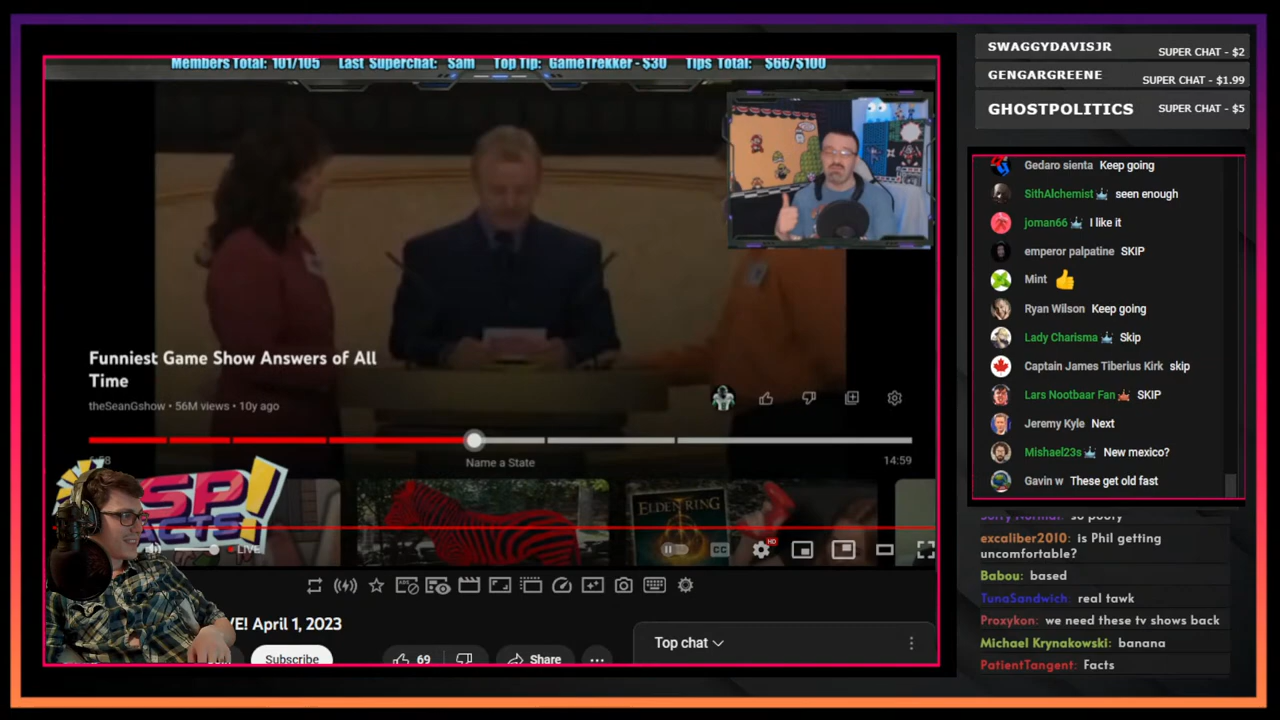 Members Total: 101/105 Last Superchat: Sam Top Tip: GameTrekker - $30 Tips Total: $66/$100
Funniest Game Show Answers of All
Time
theSeanGshow • 56M views • 10y ago
Name a State
14:59
SP
ACTS!
ELDEN RING
LIVE
CC
HD
VE! April 1, 2023
Subscribe
69
Share
Top chat
SWAGGYDAVISJR SUPER CHAT - $2
GENGARGREENE SUPER CHAT - $1.99
GHOSTPOLITICS SUPER CHAT - $5
Gedaro sienta Keep going
SithAlchemist seen enough
joman66 I like it
emperor palpatine SKIP
Mint 👍
Ryan Wilson Keep going
Lady Charisma Skip
Captain James Tiberius Kirk skip
Lars Nootbaar Fan SKIP
Jeremy Kyle Next
Mishael23s New mexico?
Gavin w These get old fast
excaliber2010: is Phil getting
uncomfortable?
Babou: based
TunaSandwich: real tawk
Proxykon: we need these tv shows back
Michael Krynakowski: banana
PatientTangent: Facts